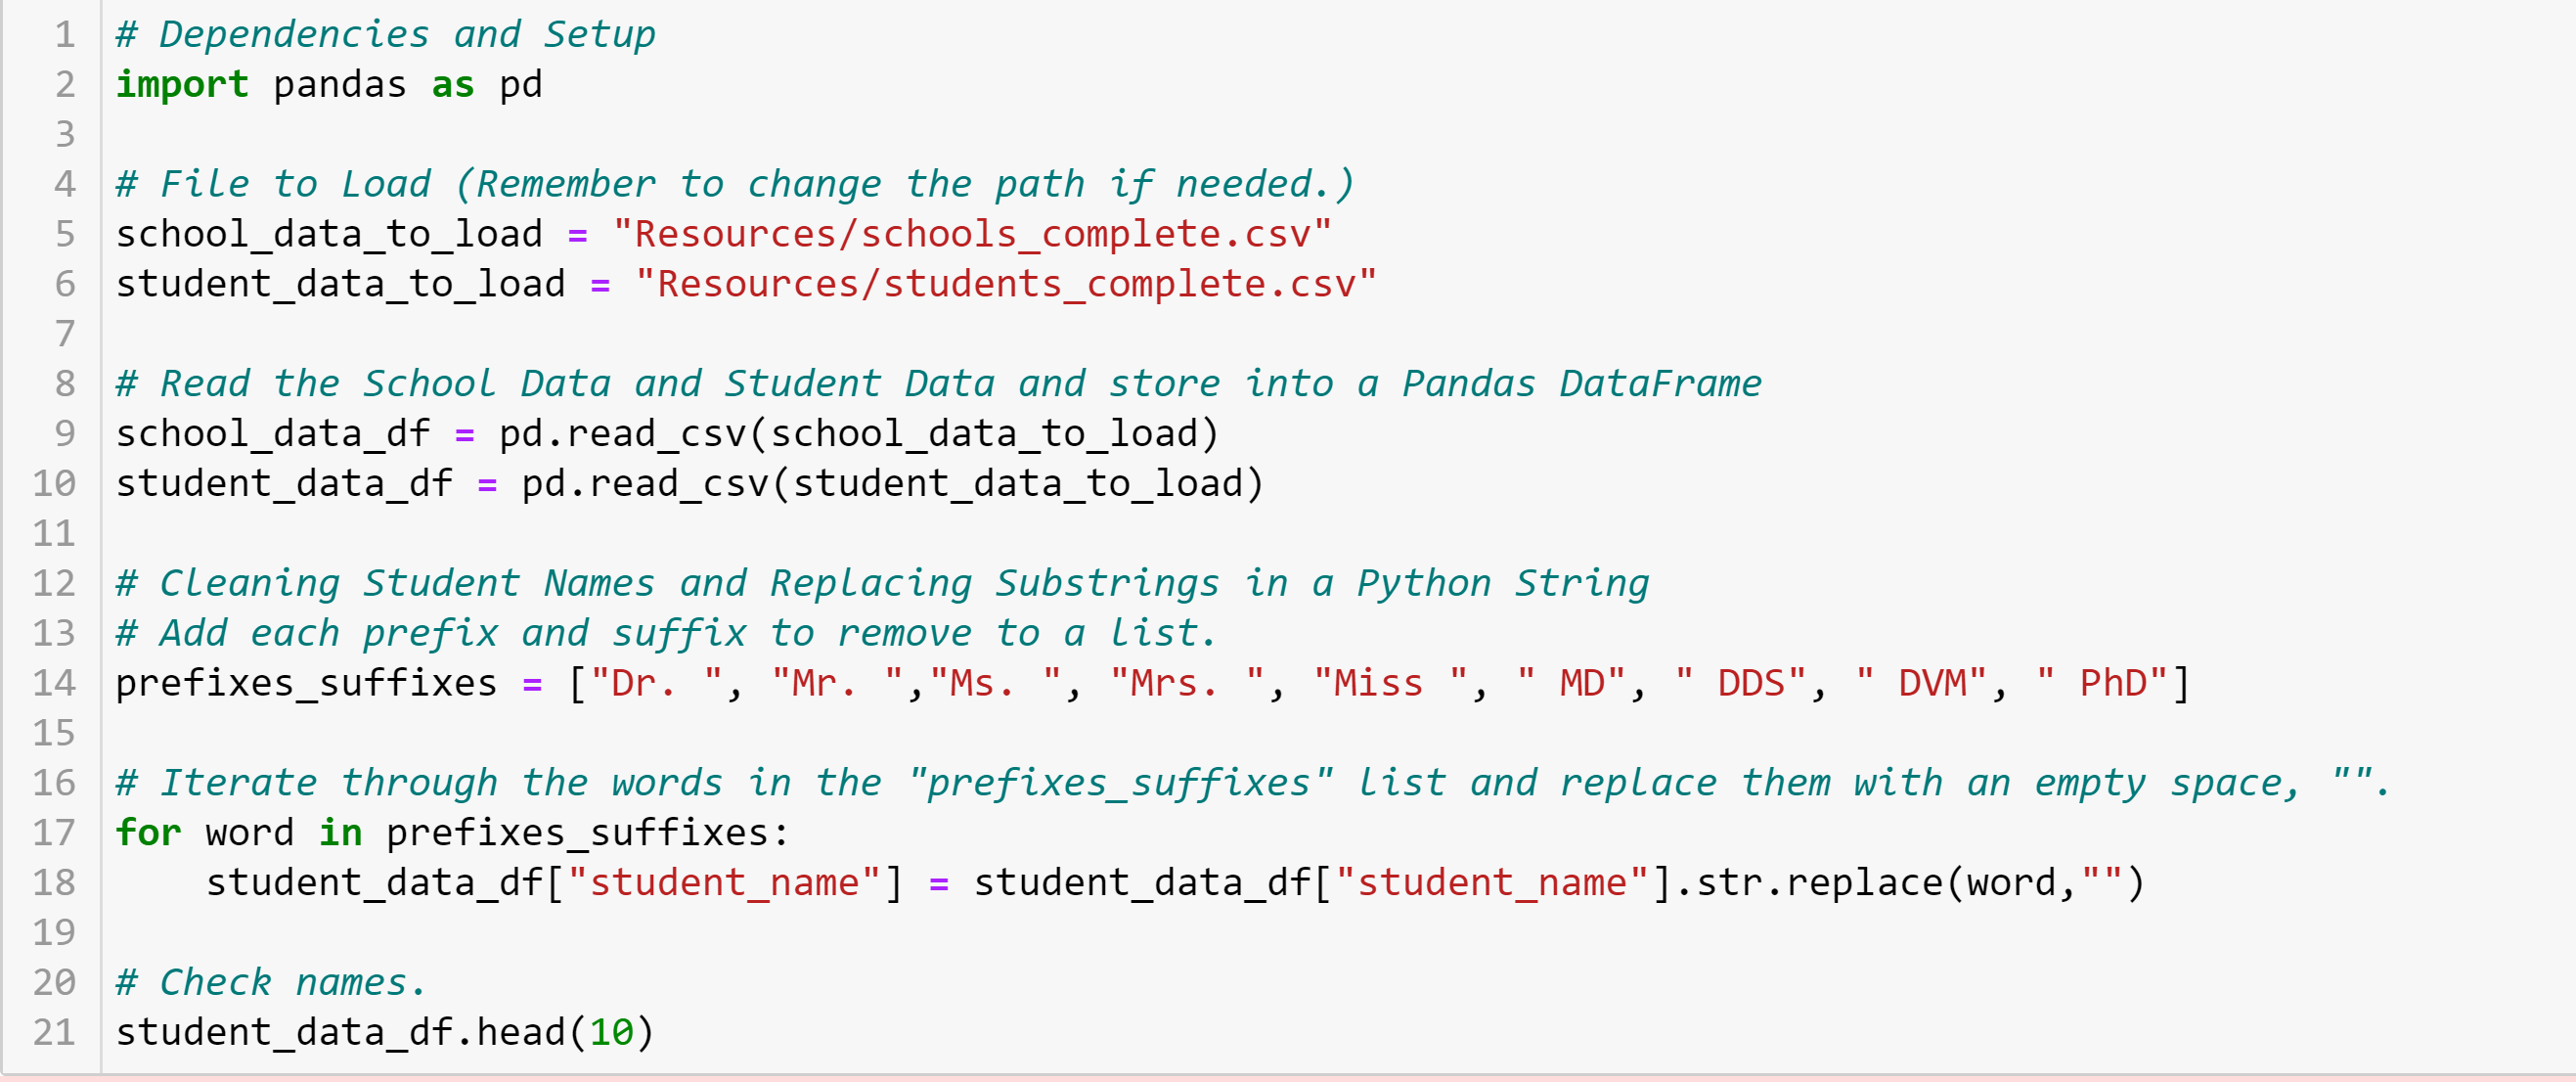 1 # Dependencies and Setup
2 import pandas as pd
3
4 # File to Load (Remember to change the path if needed.)
5 school_data_to_load = "Resources/schools_complete.csv"
6 student_data_to_load = "Resources/students_complete.csv"
7
8 # Read the School Data and Student Data and store into a Pandas DataFrame
9 school_data_df = pd.read_csv(school_data_to_load)
10 student_data_df = pd.read_csv(student_data_to_load)
11
12 # Cleaning Student Names and Replacing Substrings in a Python String
13 # Add each prefix and suffix to remove to a list.
14 prefixes_suffixes = ["Dr. ", "Mr. ","Ms. ", "Mrs. ", "Miss ", " MD", " DDS", " DVM", " PhD"]
15
16 # Iterate through the words in the "prefixes_suffixes" list and replace them with an empty space, "".
17 for word in prefixes_suffixes:
18     student_data_df["student_name"] = student_data_df["student_name"].str.replace(word,"")
19
20 # Check names.
21 student_data_df.head(10)